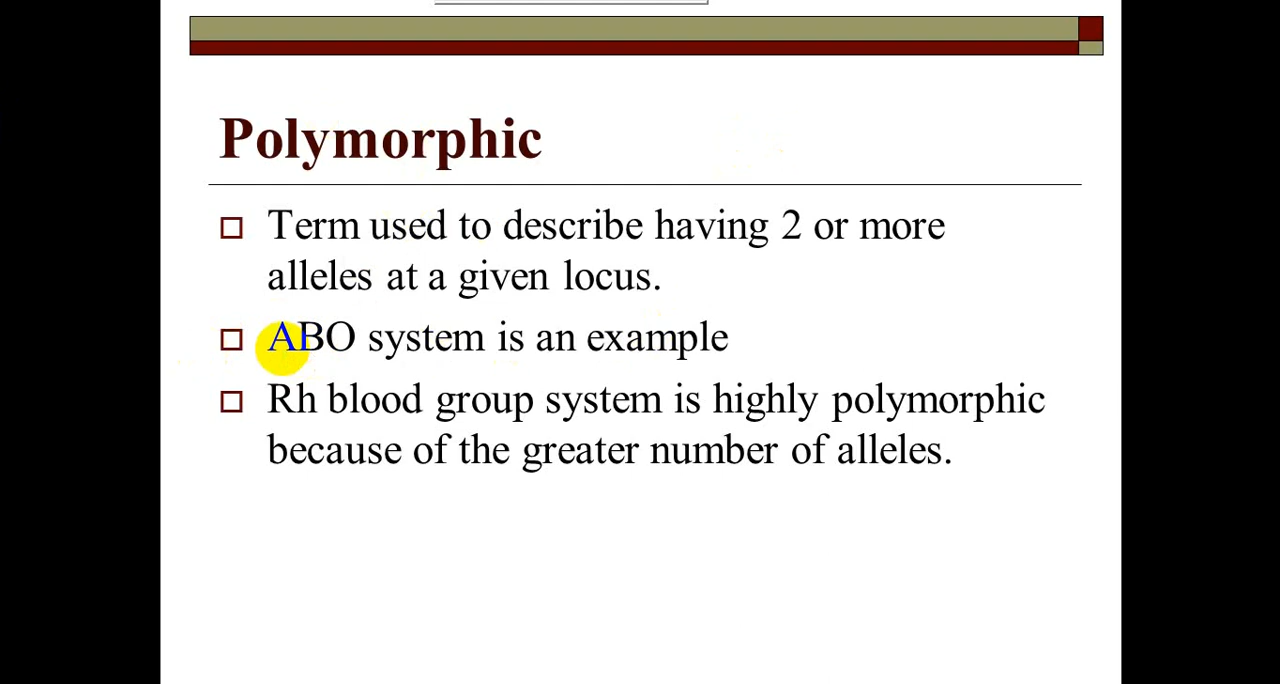 Polymorphic
Term used to describe having 2 or more
alleles at a given locus.
ABO system is an example
Rh blood group system is highly polymorphic
because of the greater number of alleles.